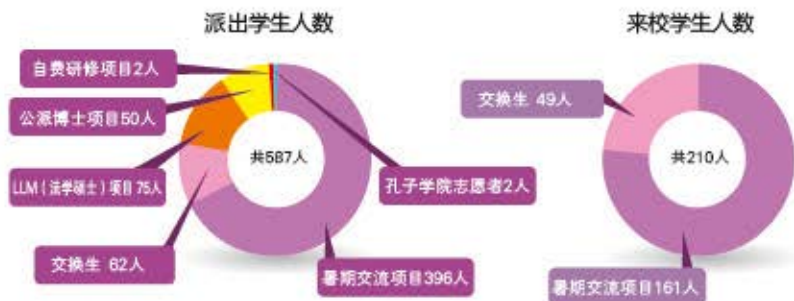 派出学生人数
自费研修项目2人
公派博士项目50人
LLM(法学硕士)项目 75人
交换生 62人
共587人
孔子学院志愿者2人
暑期交流项目396人
来校学生人数
交换生 49人
共210人
暑期交流项目161人